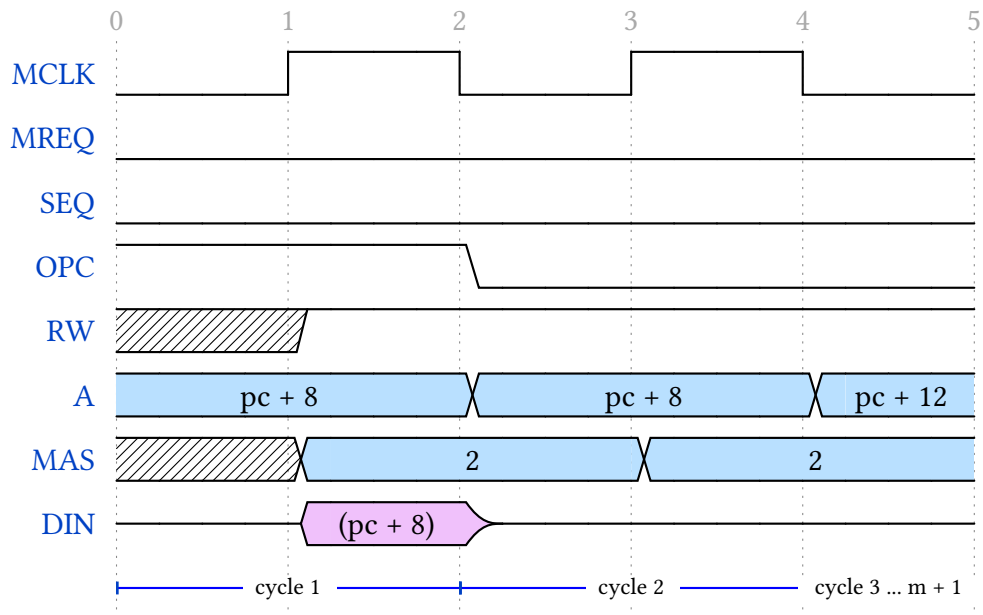 0 1 2 3 4 5
MCLK
MREQ
SEQ
OPC
RW
A pc + 8 pc + 8 pc + 12
MAS 2 2
DIN (pc + 8)
cycle 1 cycle 2 cycle 3 ... m + 1